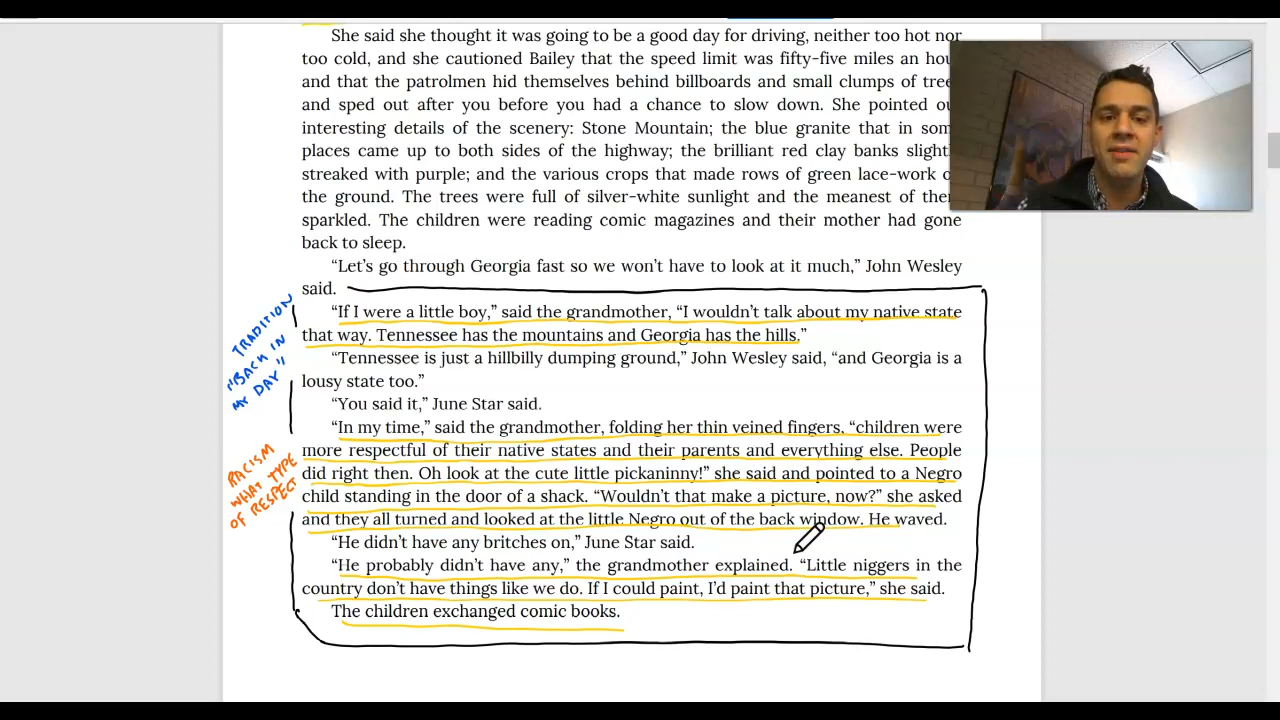 She said she thought it was going to be a good day for driving, neither too hot nor
too cold, and she cautioned Bailey that the speed limit was fifty-five miles an hou
and that the patrolmen hid themselves behind billboards and small clumps of tree
and sped out after you before you had a chance to slow down. She pointed ou
interesting details of the scenery: Stone Mountain; the blue granite that in som
places came up to both sides of the highway; the brilliant red clay banks slightl
streaked with purple; and the various crops that made rows of green lace-work o
the ground. The trees were full of silver-white sunlight and the meanest of then
sparkled. The children were reading comic magazines and their mother had gone
back to sleep.
“Let’s go through Georgia fast so we won’t have to look at it much,” John Wesley
said.
“If I were a little boy,” said the grandmother, “I wouldn’t talk about my native state
that way. Tennessee has the mountains and Georgia has the hills.”
“Tennessee is just a hillbilly dumping ground,” John Wesley said, “and Georgia is a
lousy state too.”
“You said it,” June Star said.
“In my time,” said the grandmother, folding her thin veined fingers, “children were
more respectful of their native states and their parents and everything else. People
did right then. Oh look at the cute little pickaninny!” she said and pointed to a Negro
child standing in the door of a shack. “Wouldn’t that make a picture, now?” she asked
and they all turned and looked at the little Negro out of the back window. He waved.
“He didn’t have any britches on,” June Star said.
“He probably didn’t have any,” the grandmother explained. “Little niggers in the
country don’t have things like we do. If I could paint, I’d paint that picture,” she said.
The children exchanged comic books.
TRADITION
"BACK IN
MY DAY"
RACISM
WHAT TYPE
OF RESPECT